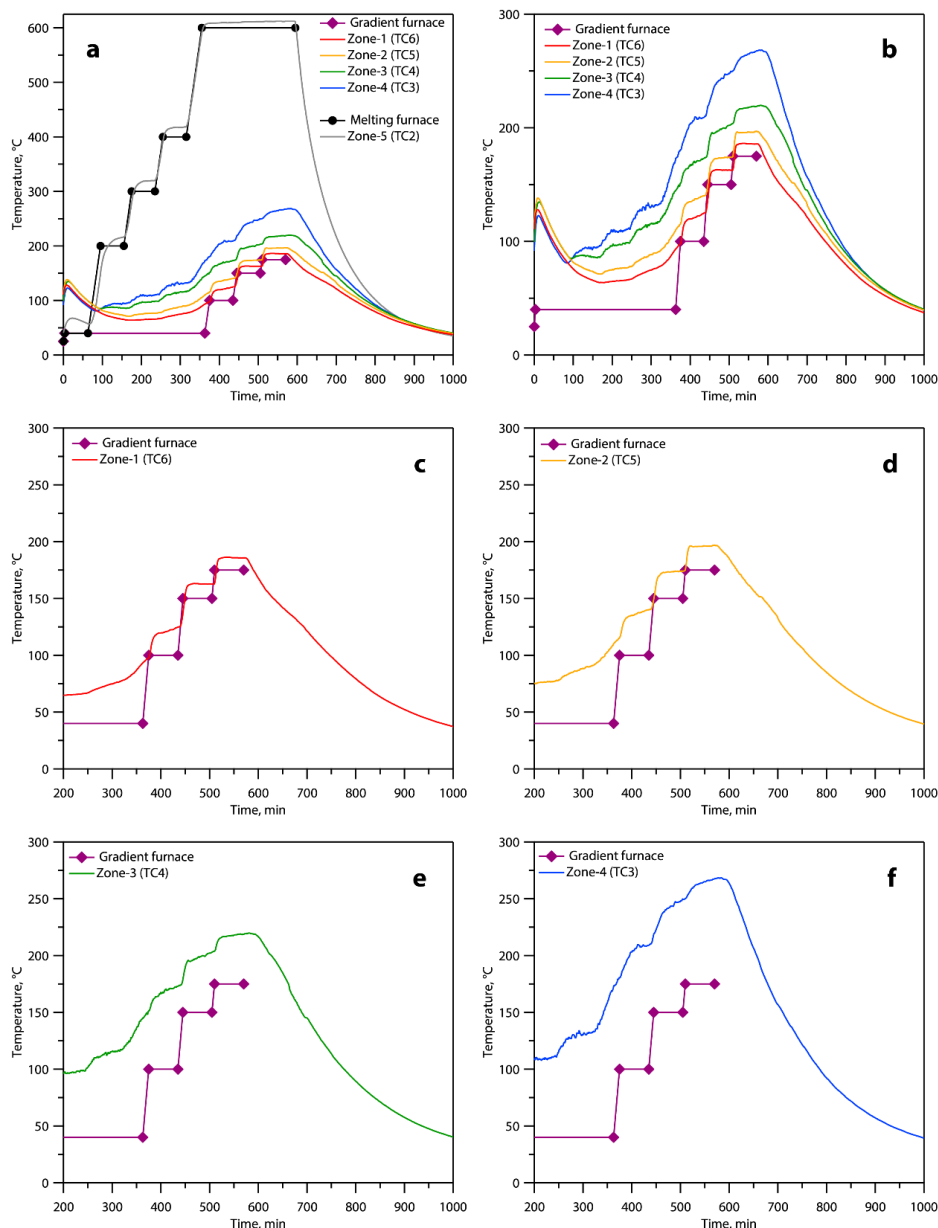 a
Gradient furnace
Zone-1 (TC6)
Zone-2 (TC5)
Zone-3 (TC4)
Zone-4 (TC3)
Melting furnace
Zone-5 (TC2)
Temperature, °C
600
500
400
300
200
100
0
0 100 200 300 400 500 600 700 800 900 1000
Time, min
b
Gradient furnace
Zone-1 (TC6)
Zone-2 (TC5)
Zone-3 (TC4)
Zone-4 (TC3)
Temperature, °C
300
200
100
0
0 100 200 300 400 500 600 700 800 900 1000
Time, min
c
Gradient furnace
Zone-1 (TC6)
Temperature, °C
300
250
200
150
100
50
0
200 300 400 500 600 700 800 900 1000
Time, min
d
Gradient furnace
Zone-2 (TC5)
Temperature, °C
300
250
200
150
100
50
0
200 300 400 500 600 700 800 900 1000
Time, min
e
Gradient furnace
Zone-3 (TC4)
Temperature, °C
300
250
200
150
100
50
0
200 300 400 500 600 700 800 900 1000
Time, min
f
Gradient furnace
Zone-4 (TC3)
Temperature, °C
300
250
200
150
100
50
0
200 300 400 500 600 700 800 900 1000
Time, min